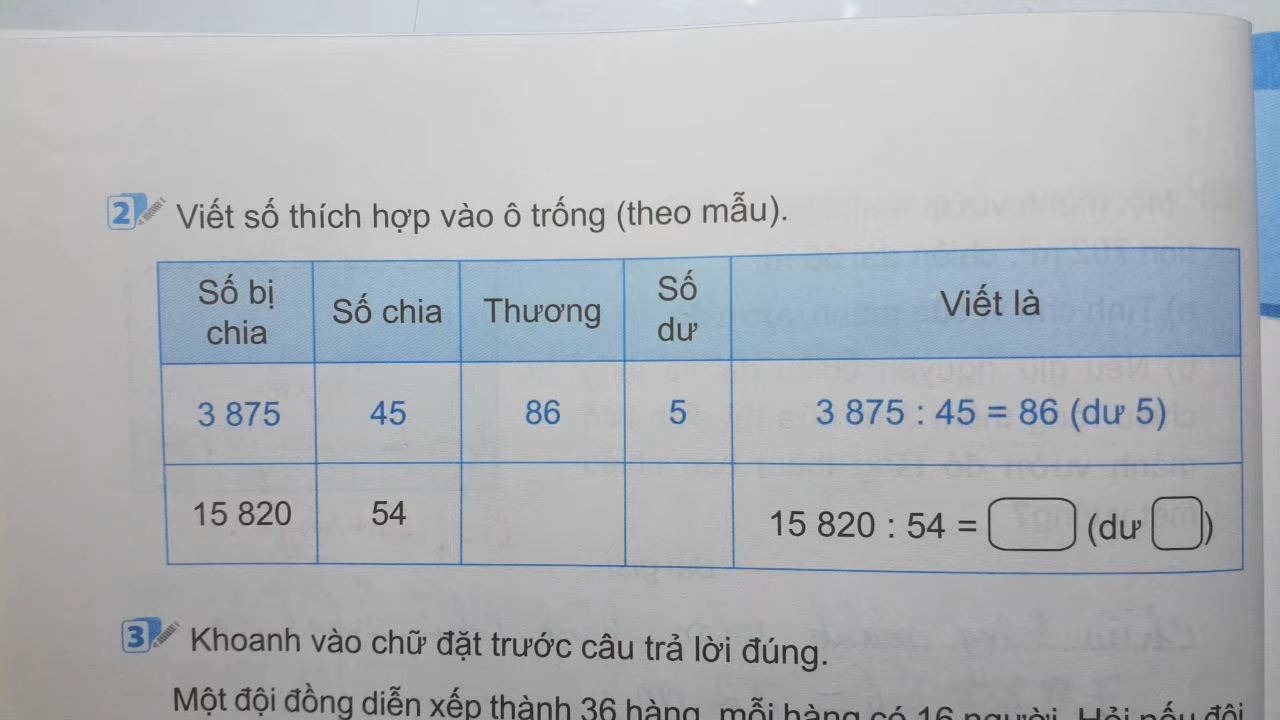 2 Viết số thích hợp vào ô trống (theo mẫu).
Số bị chia Số chia Thương Số dư Viết là
3 875 45 86 5 3 875 : 45 = 86 (dư 5)
15 820 54 15 820 : 54 = (dư )
3 Khoanh vào chữ đặt trước câu trả lời đúng.
Một đội đồng diễn xếp thành 36 hàng, mỗi hàng có 16 người. Hỏi nếu đội